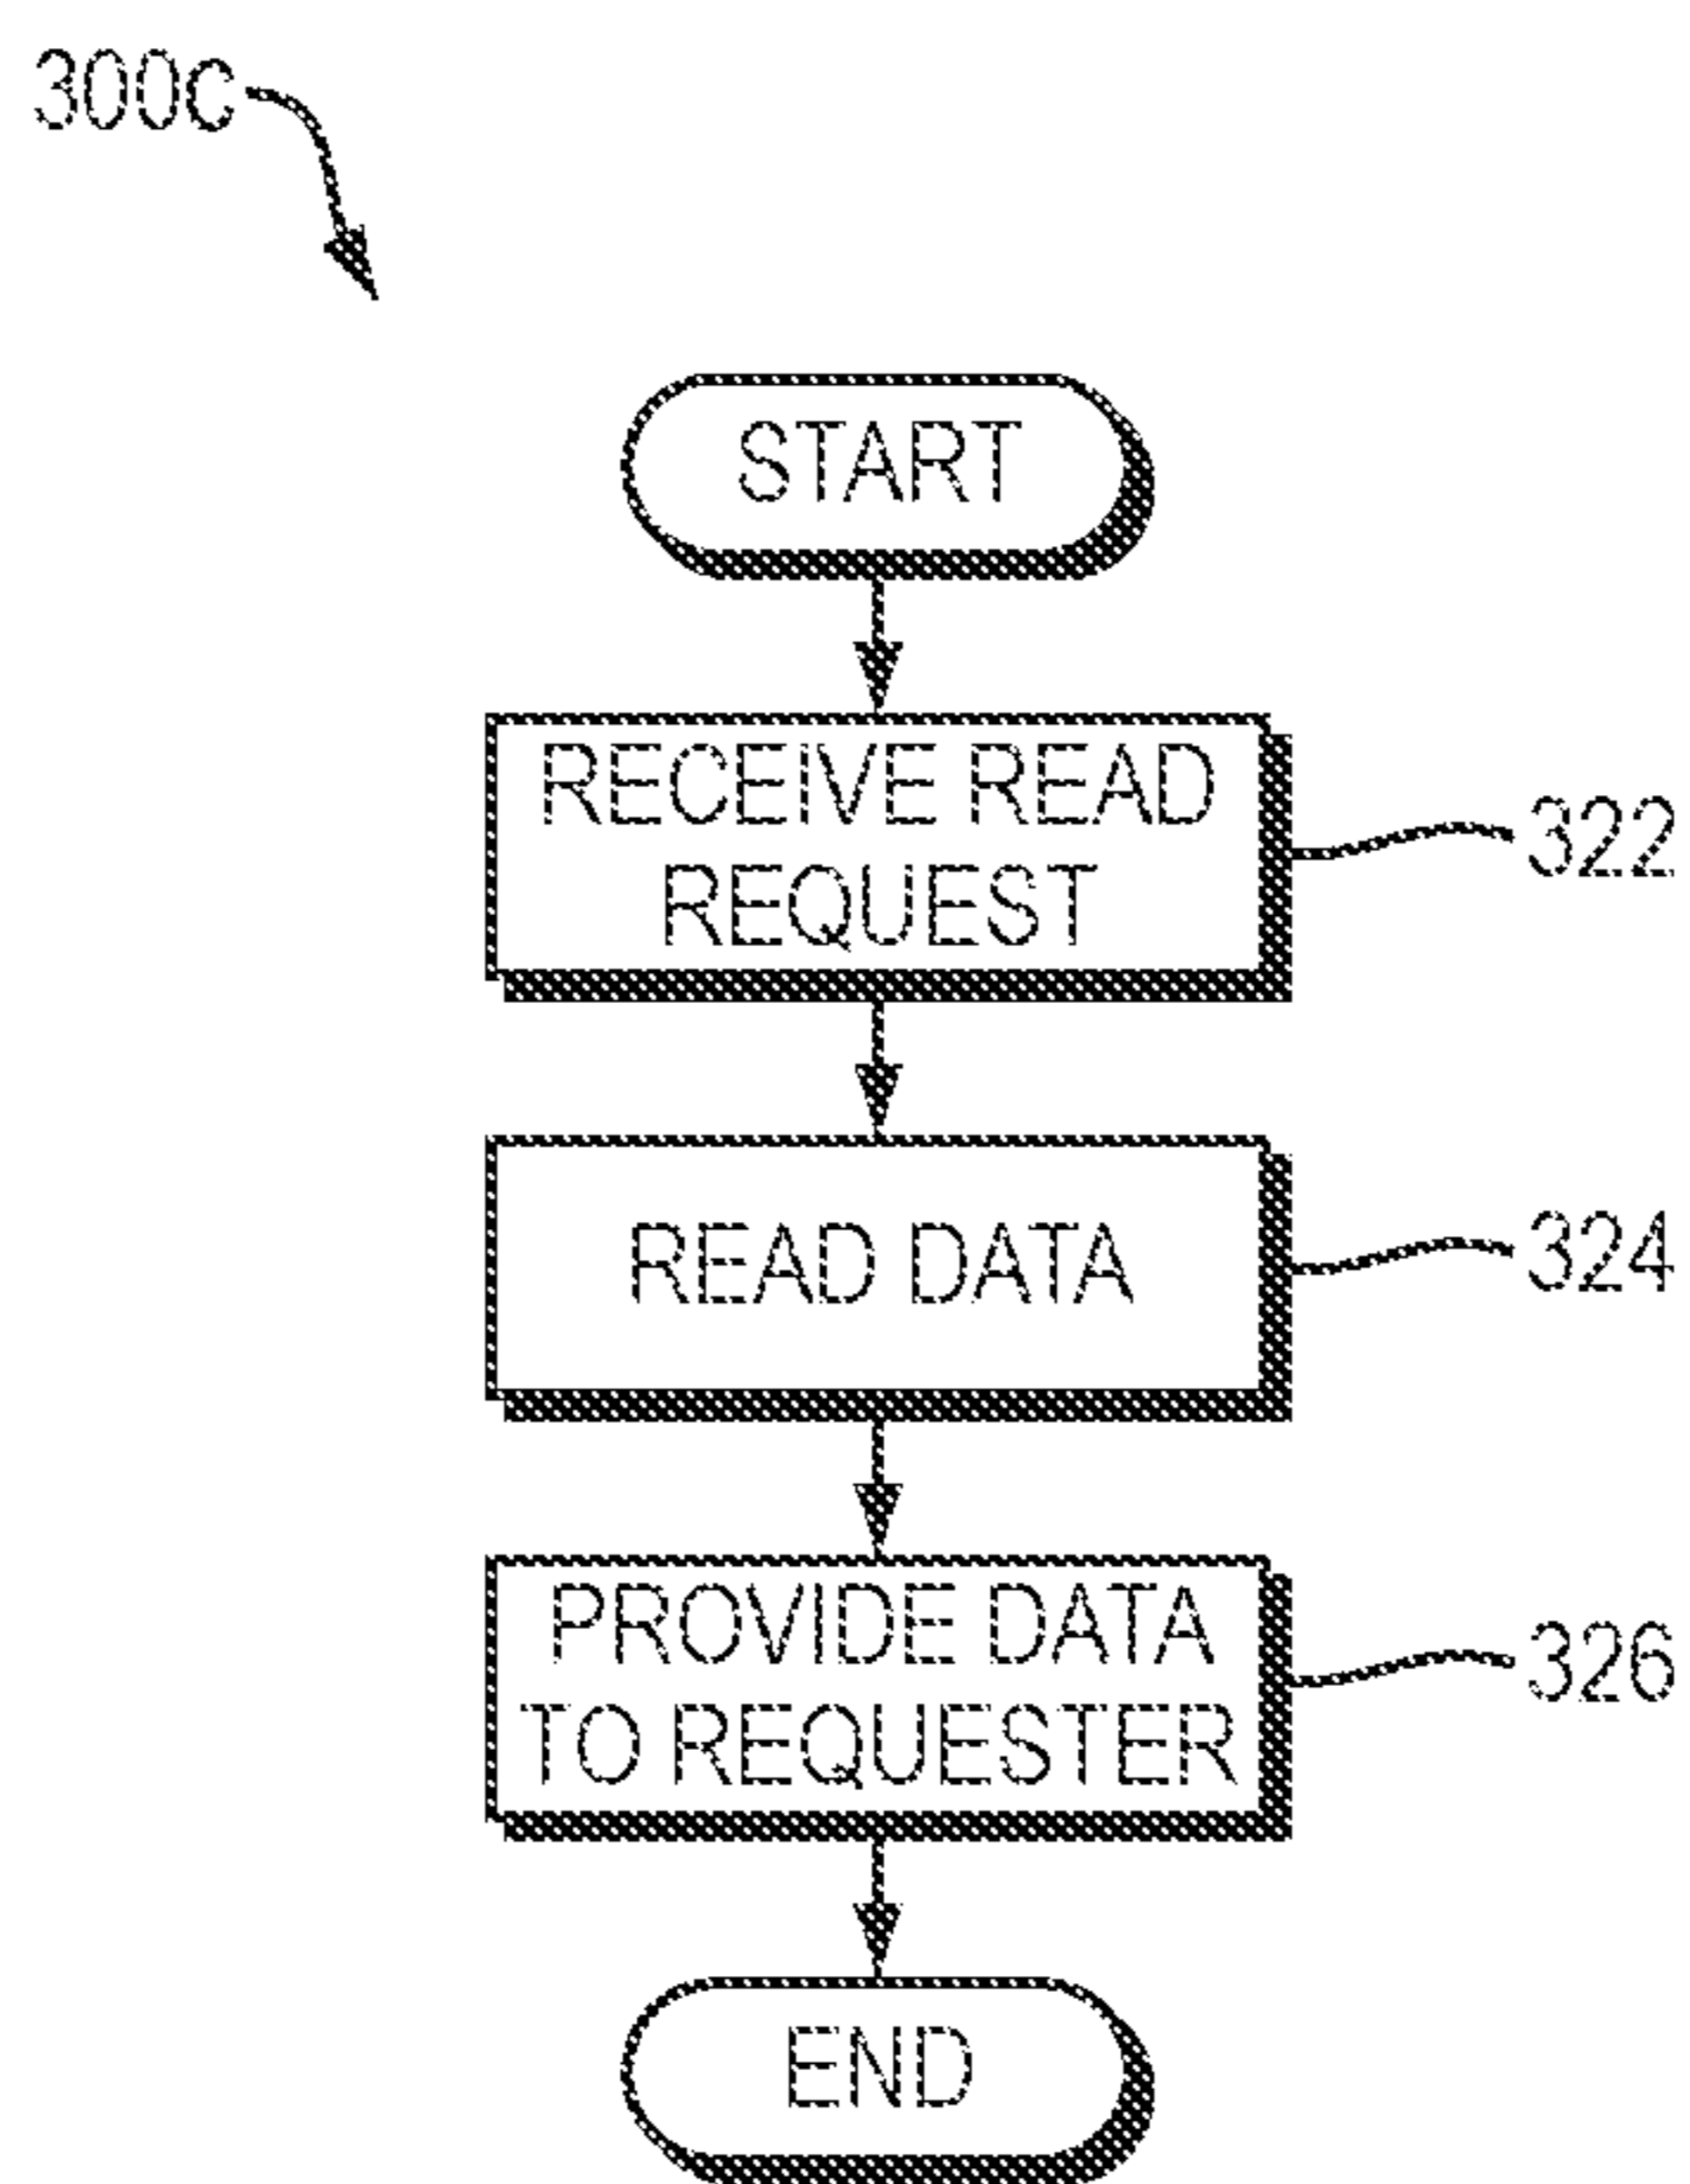 300C
START
RECEIVE READ
REQUEST
322
READ DATA
324
PROVIDE DATA
TO REQUESTER
326
END